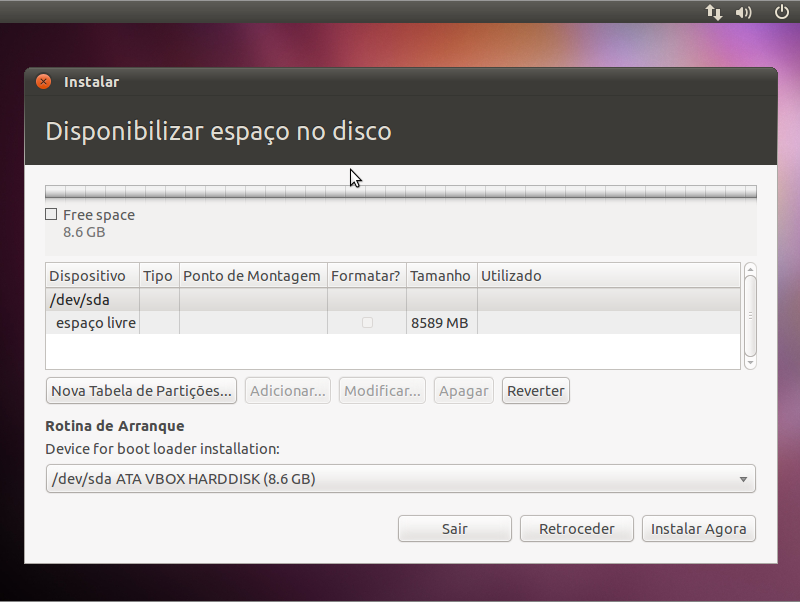 Instalar
Disponibilizar espaço no disco
Free space
8.6 GB
Dispositivo Tipo Ponto de Montagem Formatar? Tamanho Utilizado
/dev/sda
espaço livre 8589 MB
Nova Tabela de Partições... Adicionar... Modificar... Apagar Reverter
Rotina de Arranque
Device for boot loader installation:
/dev/sda ATA VBOX HARDDISK (8.6 GB)
Sair Retroceder Instalar Agora